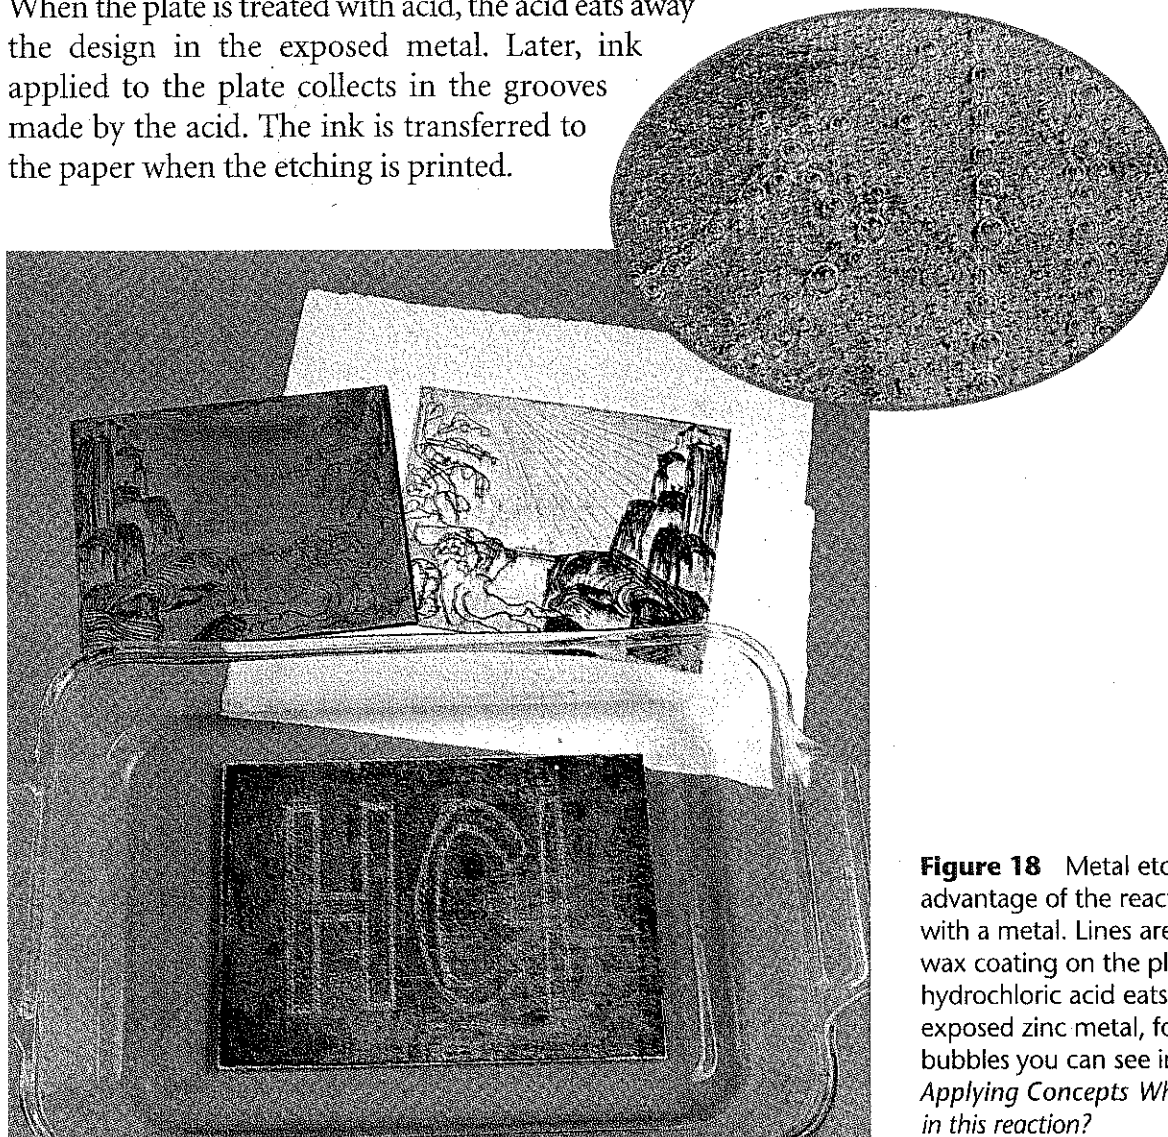 When the plate is treated with acid, the acid eats away
the design in the exposed metal. Later, ink
applied to the plate collects in the grooves
made by the acid. The ink is transferred to
the paper when the etching is printed.
HCl
Figure 18 Metal etc
advantage of the reac
with a metal. Lines are
wax coating on the pl
hydrochloric acid eats
exposed zinc metal, fo
bubbles you can see in
Applying Concepts Wh
in this reaction?